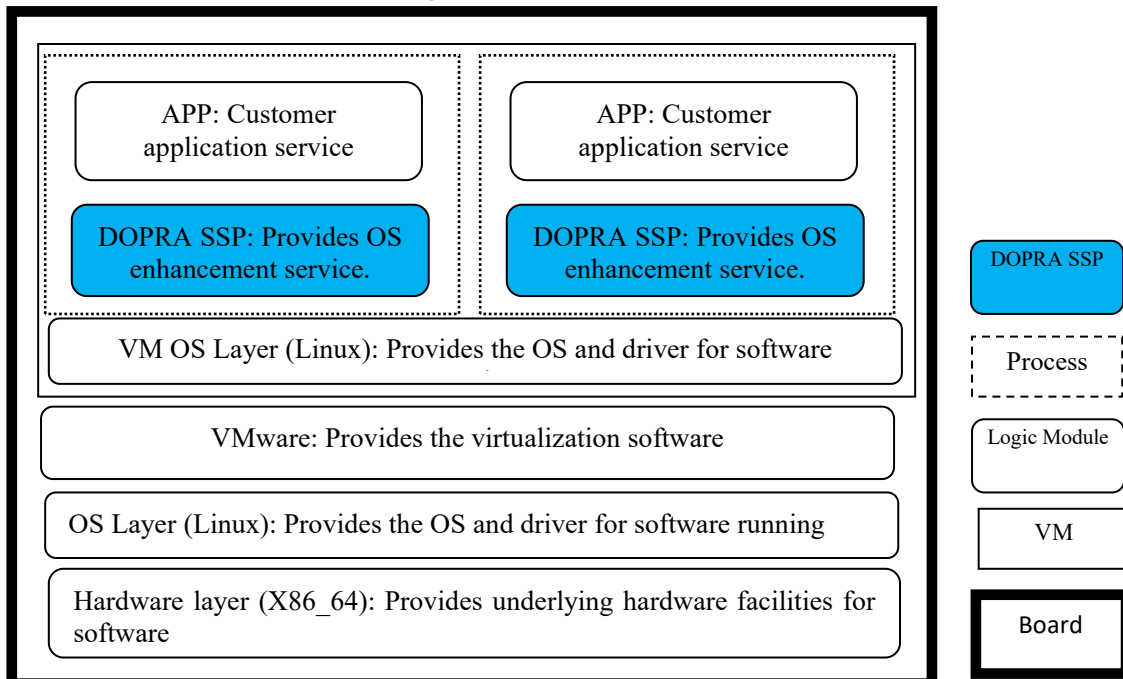 APP: Customer
application service
APP: Customer
application service
DOPRA SSP: Provides OS
enhancement service.
DOPRA SSP: Provides OS
enhancement service.
VM OS Layer (Linux): Provides the OS and driver for software
VMware: Provides the virtualization software
OS Layer (Linux): Provides the OS and driver for software running
Hardware layer (X86_64): Provides underlying hardware facilities for
software
DOPRA SSP
Process
Logic Module
VM
Board